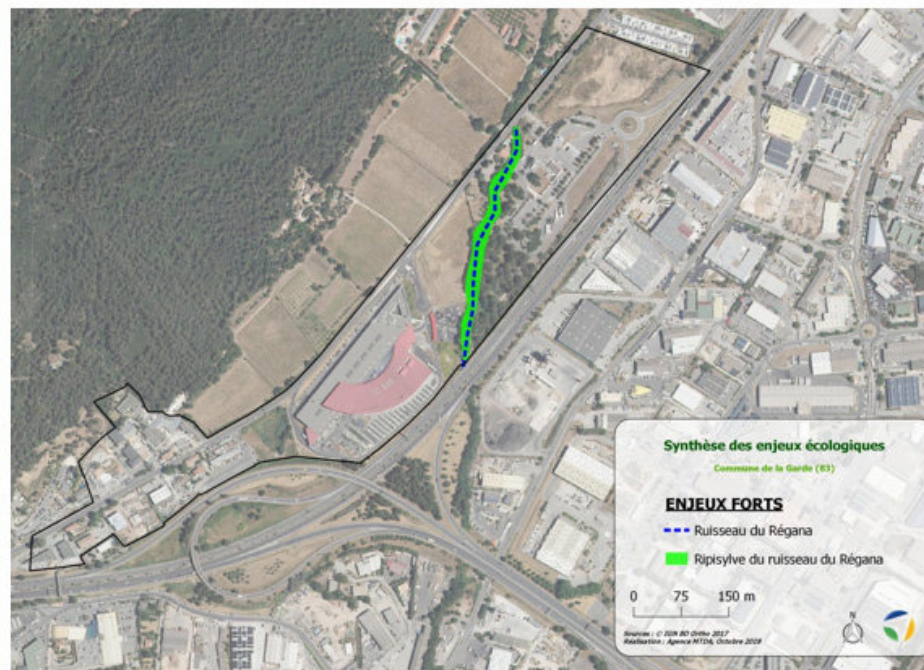 Synthèse des enjeux écologiques
Commune de la Garde (83)
ENJEUX FORTS
Ruisseau du Régana
Ripisylve du ruisseau du Régana
0 75 150 m
N
Sources : © IGN BD Ortho 2017
Réalisation : Agence MTDA, Octobre 2018